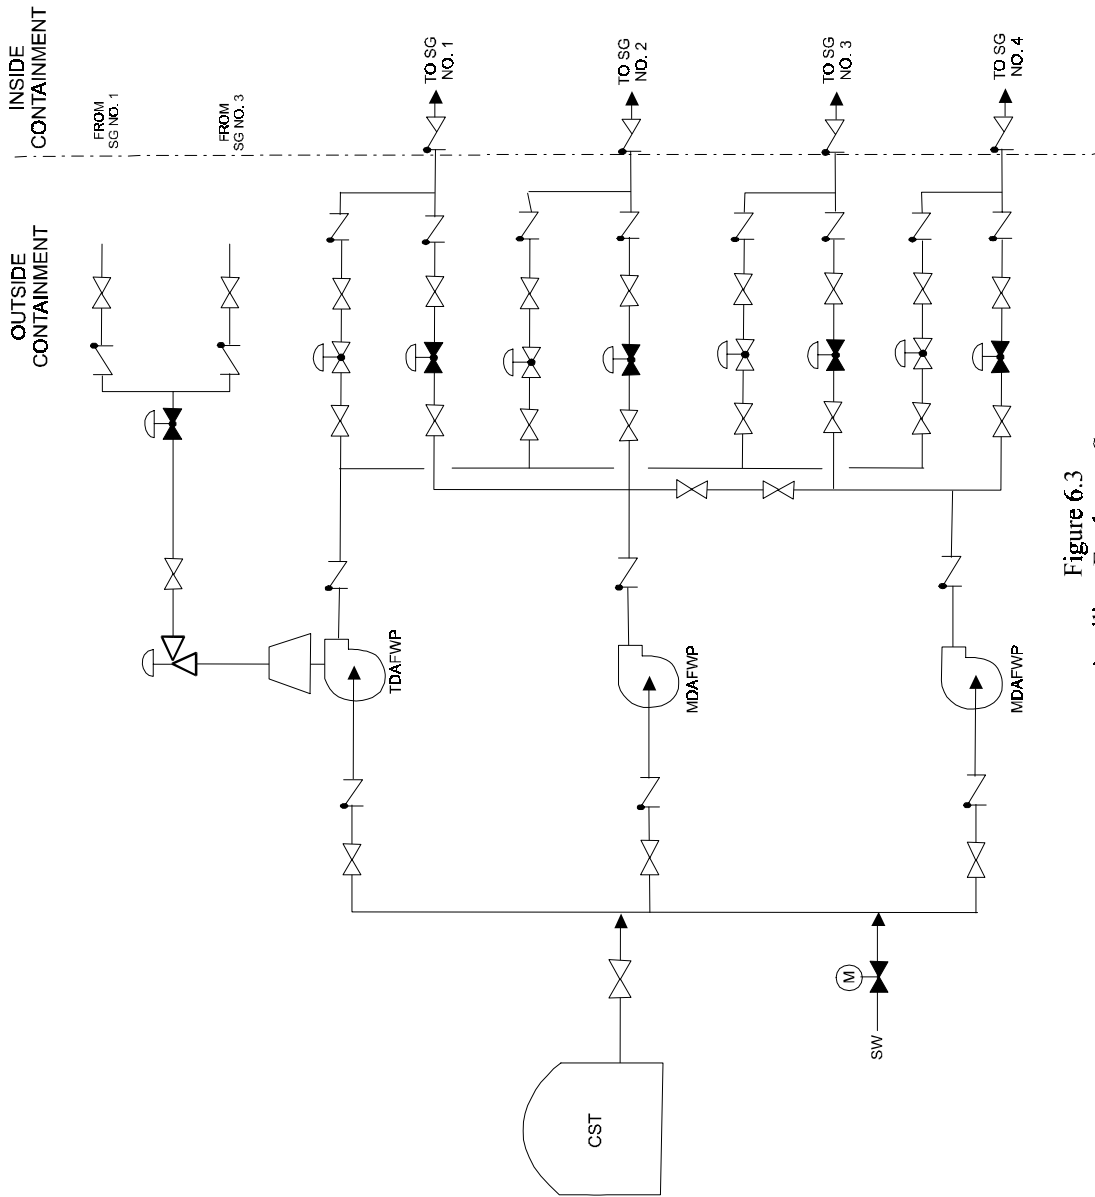 INSIDE
CONTAINMENT
OUTSIDE
CONTAINMENT
FROM
SG NO. 1
FROM
SG NO. 3
TO SG
NO. 1
TO SG
NO. 2
TO SG
NO. 3
TO SG
NO. 4
TDAFWP
MDAFWP
MDAFWP
M
SW
CST
Figure 6.3